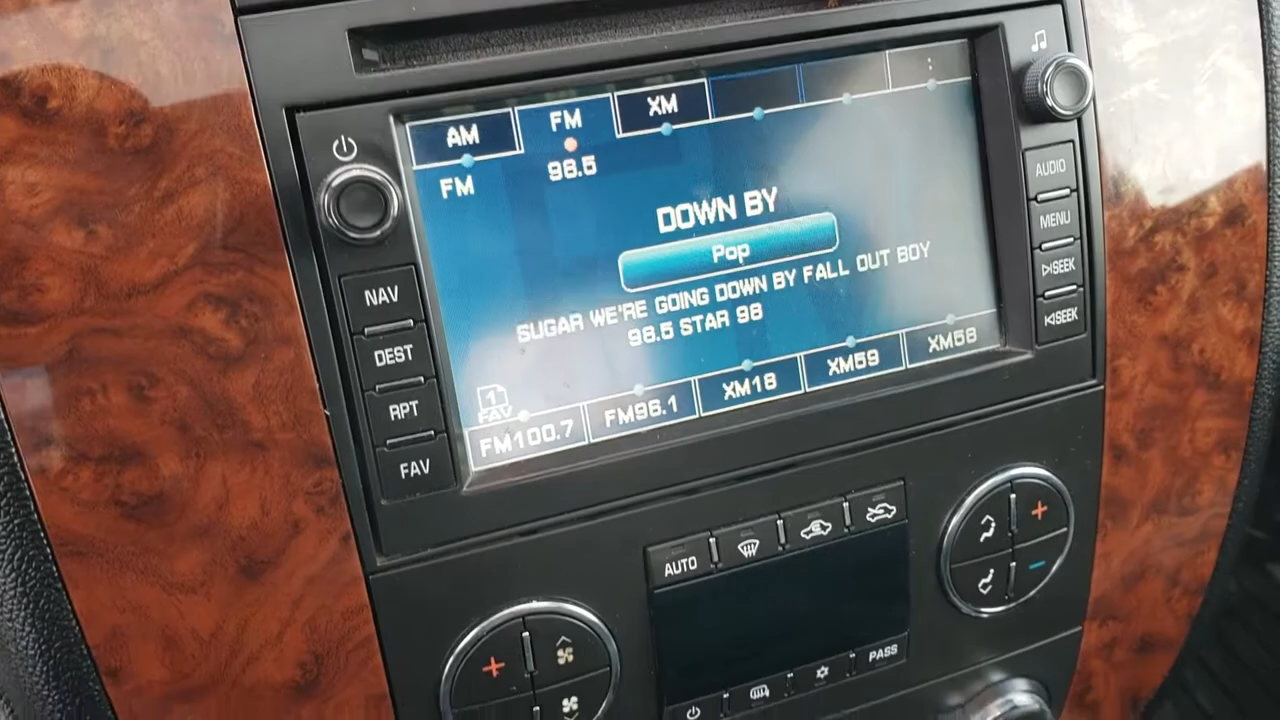 AM
FM
XM
FM
98.5
DOWN BY
Pop
SUGAR WE'RE GOING DOWN BY FALL OUT BOY
98.5 STAR 98
1
FAV
FM100.7
FM96.1
XM18
XM59
XM58
NAV
DEST
RPT
FAV
AUDIO
MENU
SEEK
SEEK
AUTO
PASS